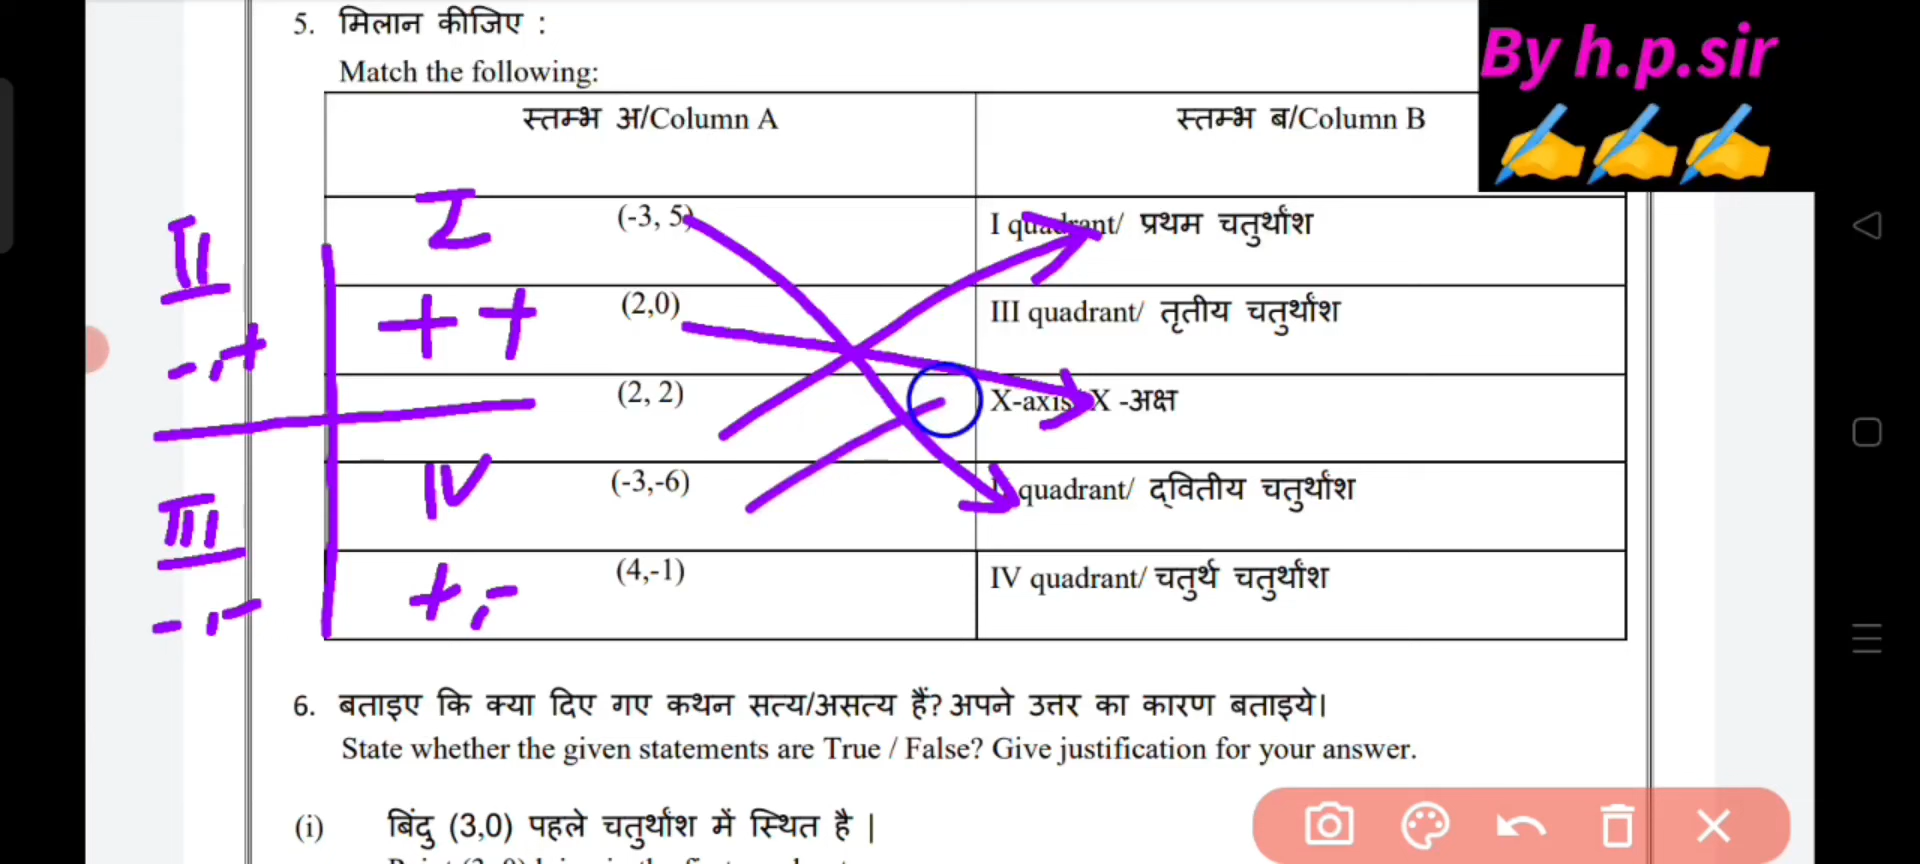 5. मिलान कीजिए :
Match the following:
By h.p.sir
स्तम्भ अ/Column A
स्तम्भ ब/Column B
(-3, 5)
I quadrant/ प्रथम चतुर्थांश
(2,0)
III quadrant/ तृतीय चतुर्थांश
(2, 2)
X-axis X -अक्ष
(-3,-6)
quadrant/ द्वितीय चतुर्थांश
(4,-1)
IV quadrant/ चतुर्थ चतुर्थांश
II
I
-,+
+ +
III
IV
-,-
+,-
6. बताइए कि क्या दिए गए कथन सत्य/असत्य हैं? अपने उत्तर का कारण बताइये।
State whether the given statements are True / False? Give justification for your answer.
(i) बिंदु (3,0) पहले चतुर्थांश में स्थित है |